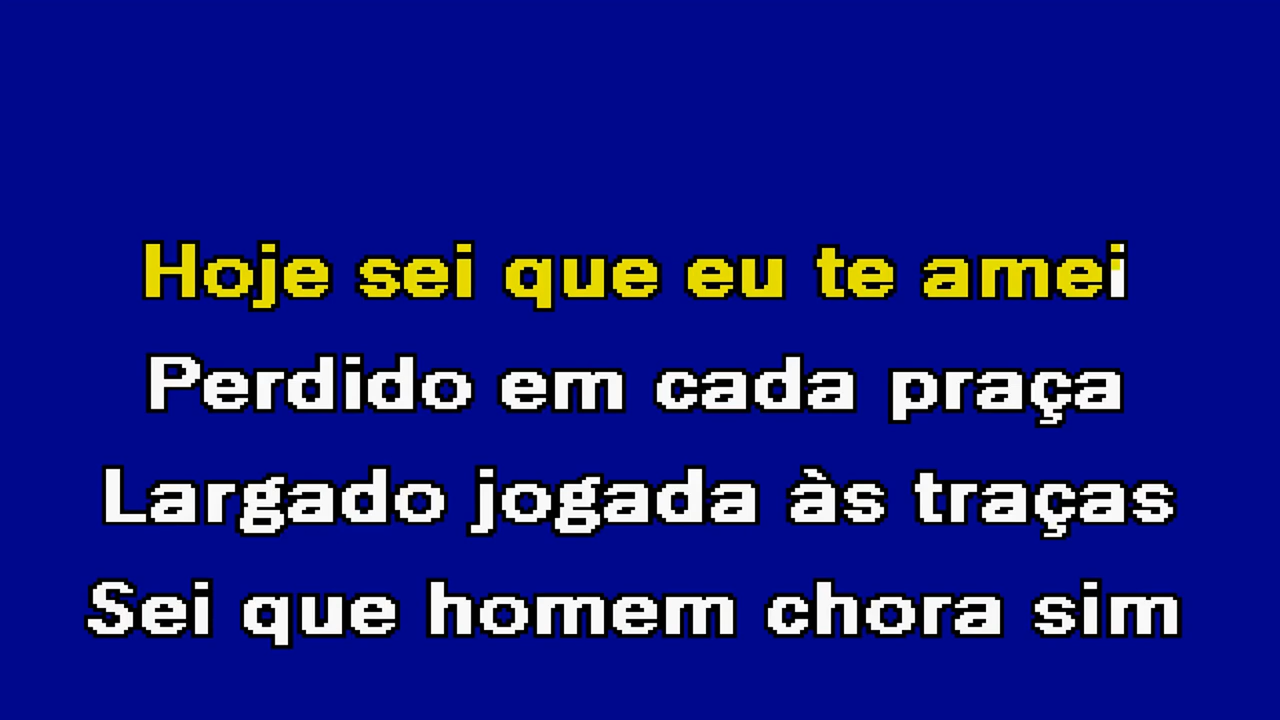 Hoje sei que eu te amei
Perdido em cada praça
Largado jogada às traças
Sei que homem chora sim